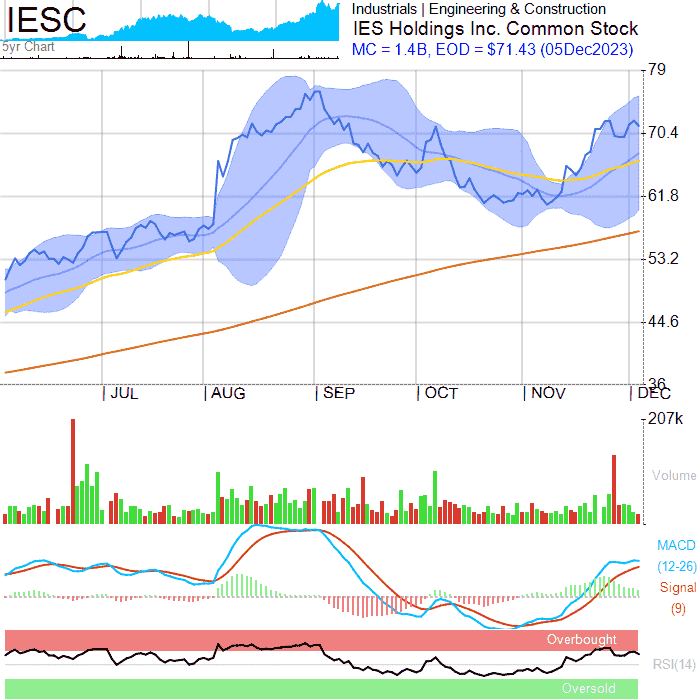 IESC
5yr Chart
Industrials | Engineering & Construction
IES Holdings Inc. Common Stock
MC = 1.4B, EOD = $71.43 (05Dec2023)
79
70.4
61.8
53.2
44.6
36
JUL
AUG
SEP
OCT
NOV
DEC
207k
Volume
MACD
(12-26)
Signal
(9)
Overbought
RSI(14)
Oversold